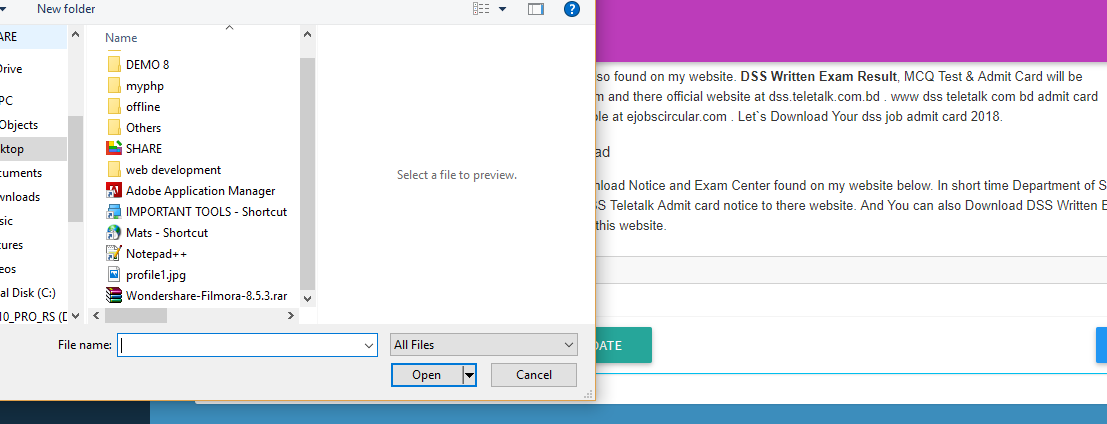 New folder
ARE
Drive
PC
Objects
ktop
cuments
wnloads
sic
tures
eos
al Disk (C:)
10_PRO_RS (D
Name
DEMO 8
myphp
offline
Others
SHARE
web development
Adobe Application Manager
IMPORTANT TOOLS - Shortcut
Mats - Shortcut
Notepad++
profile1.jpg
Wondershare-Filmora-8.5.3.rar
Select a file to preview.
File name:
All Files
Open
Cancel
so found on my website. DSS Written Exam Result, MCQ Test & Admit Card will be
m and there official website at dss.teletalk.com.bd . www dss teletalk com bd admit card
ole at ejobscircular.com . Let`s Download Your dss job admit card 2018.
ad
nload Notice and Exam Center found on my website below. In short time Department of S
SS Teletalk Admit card notice to there website. And You can also Download DSS Written E
this website.
DATE